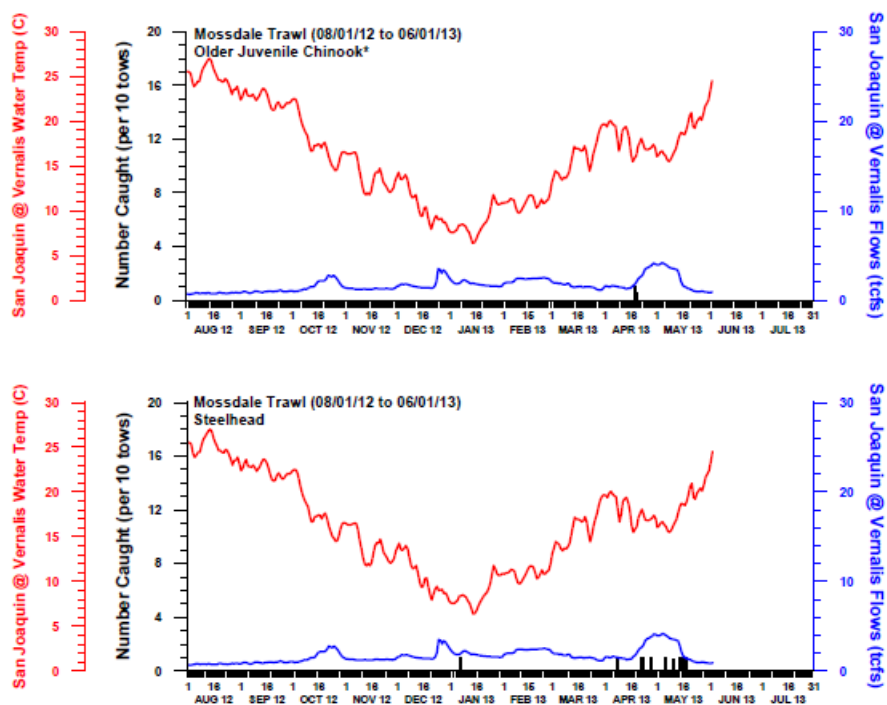 Mossdale Trawl (08/01/12 to 06/01/13)
Older Juvenile Chinook*
San Joaquin @ Vernalis Water Temp (C)
30
25
20
15
10
5
0
Number Caught (per 10 tows)
20
16
12
8
4
0
San Joaquin @ Vernalis Flows (tcfs)
30
20
10
0
1 16 1 16 1 16 1 16 1 16 1 16 1 16 1 16 1 16 1 16 1 16 1 16 31
AUG 12 SEP 12 OCT 12 NOV 12 DEC 12 JAN 13 FEB 13 MAR 13 APR 13 MAY 13 JUN 13 JUL 13
Mossdale Trawl (08/01/12 to 06/01/13)
Steelhead
San Joaquin @ Vernalis Water Temp (C)
30
25
20
15
10
5
0
Number Caught (per 10 tows)
20
16
12
8
4
0
San Joaquin @ Vernalis Flows (tcfs)
30
20
10
0
1 16 1 16 1 16 1 16 1 16 1 16 1 16 1 16 1 16 1 16 1 16 1 16 31
AUG 12 SEP 12 OCT 12 NOV 12 DEC 12 JAN 13 FEB 13 MAR 13 APR 13 MAY 13 JUN 13 JUL 13